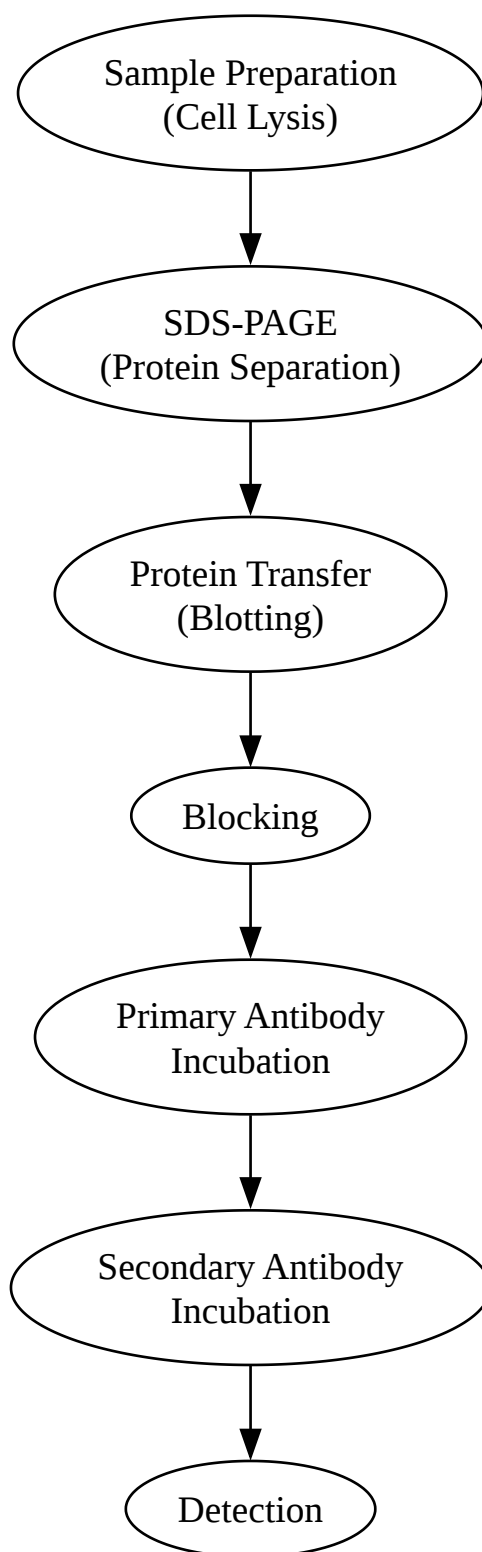 Sample Preparation
(Cell Lysis)
SDS-PAGE
(Protein Separation)
Protein Transfer
(Blotting)
Blocking
Primary Antibody
Incubation
Secondary Antibody
Incubation
Detection